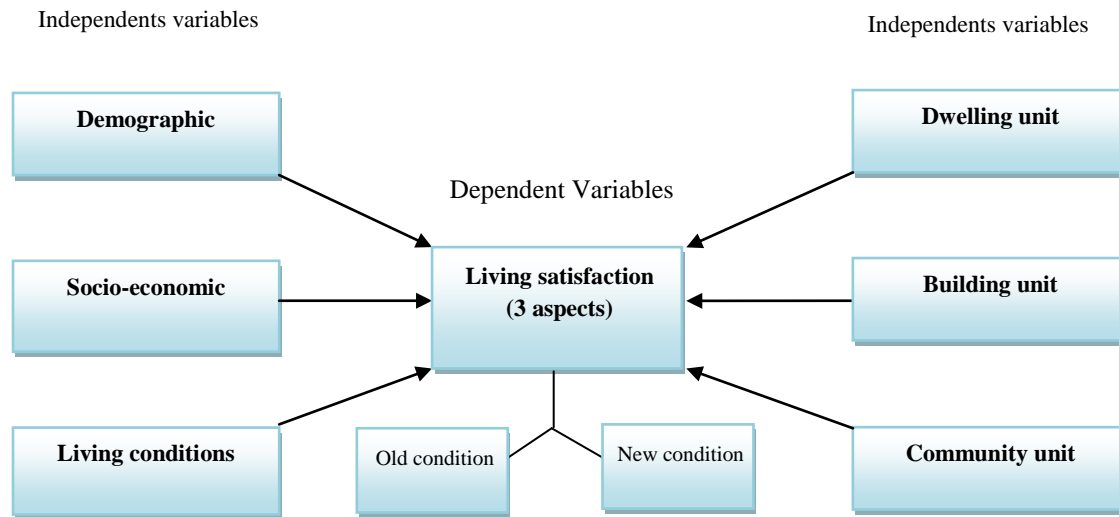 Independents variables
Independents variables
Demographic
Dwelling unit
Dependent Variables
Socio-economic
Living satisfaction
(3 aspects)
Building unit
Living conditions
Old condition
New condition
Community unit